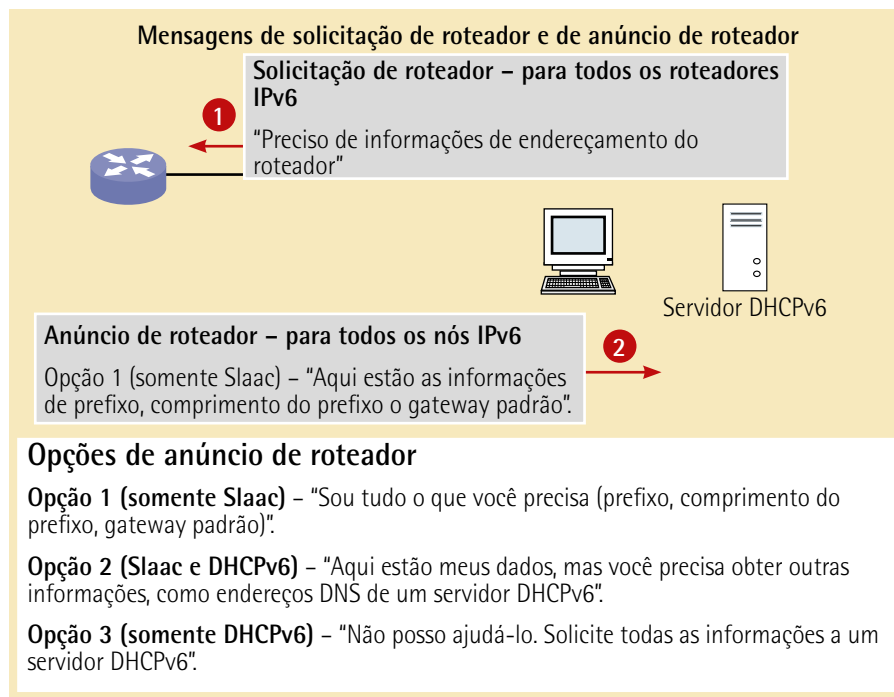 Mensagens de solicitação de roteador e de anúncio de roteador
Solicitação de roteador – para todos os roteadores
IPv6
1
"Preciso de informações de endereçamento do
roteador"
Servidor DHCPv6
Anúncio de roteador – para todos os nós IPv6
2
Opção 1 (somente Slaac) – "Aqui estão as informações
de prefixo, comprimento do prefixo o gateway padrão".
Opções de anúncio de roteador
Opção 1 (somente Slaac) – "Sou tudo o que você precisa (prefixo, comprimento do
prefixo, gateway padrão)".
Opção 2 (Slaac e DHCPv6) – "Aqui estão meus dados, mas você precisa obter outras
informações, como endereços DNS de um servidor DHCPv6".
Opção 3 (somente DHCPv6) – "Não posso ajudá-lo. Solicite todas as informações a um
servidor DHCPv6".